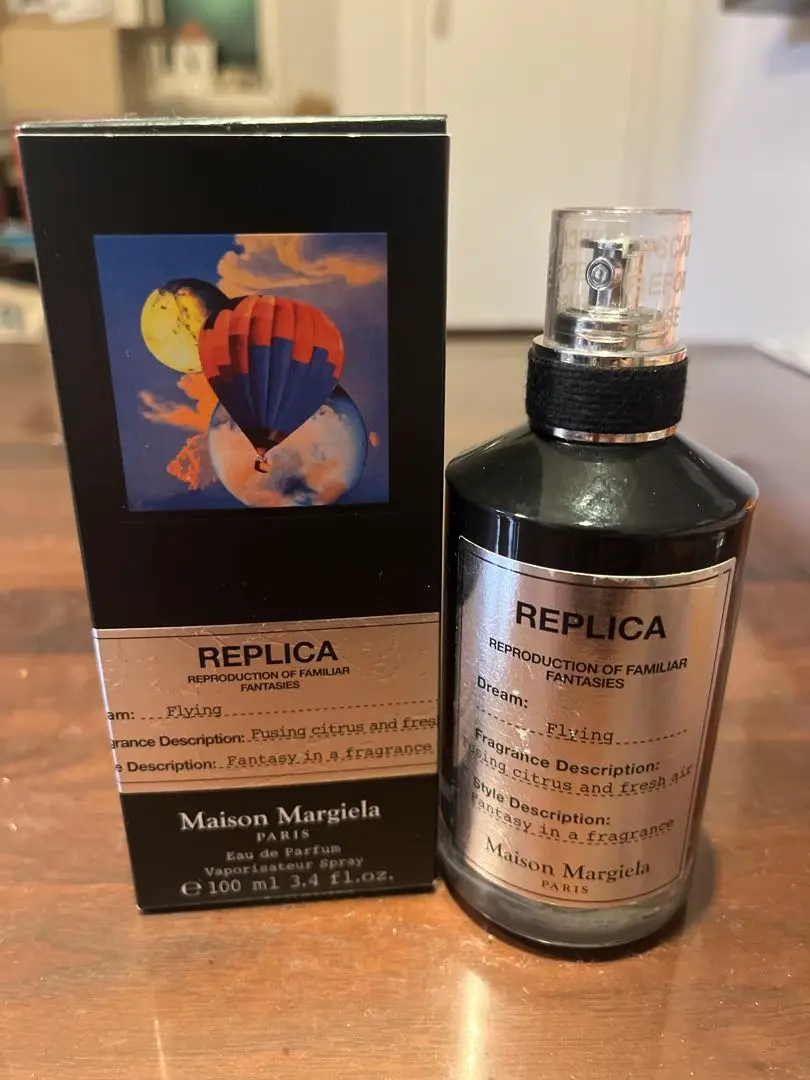 REPLICA
REPRODUCTION OF FAMILIAR
FANTASIES
am: Flying
grance Description: Fusing citrus and fresh
e Description: Fantasy in a fragrance
Maison Margiela
PARIS
Eau de Parfum
Vaporisateur Spray
℮ 100 ml 3.4 fl.oz.
REPLICA
REPRODUCTION OF FAMILIAR
FANTASIES
Dream:
Flying
Fragrance Description:
Fusing citrus and fresh air
Style Description:
Fantasy in a fragrance
Maison Margiela
PARIS